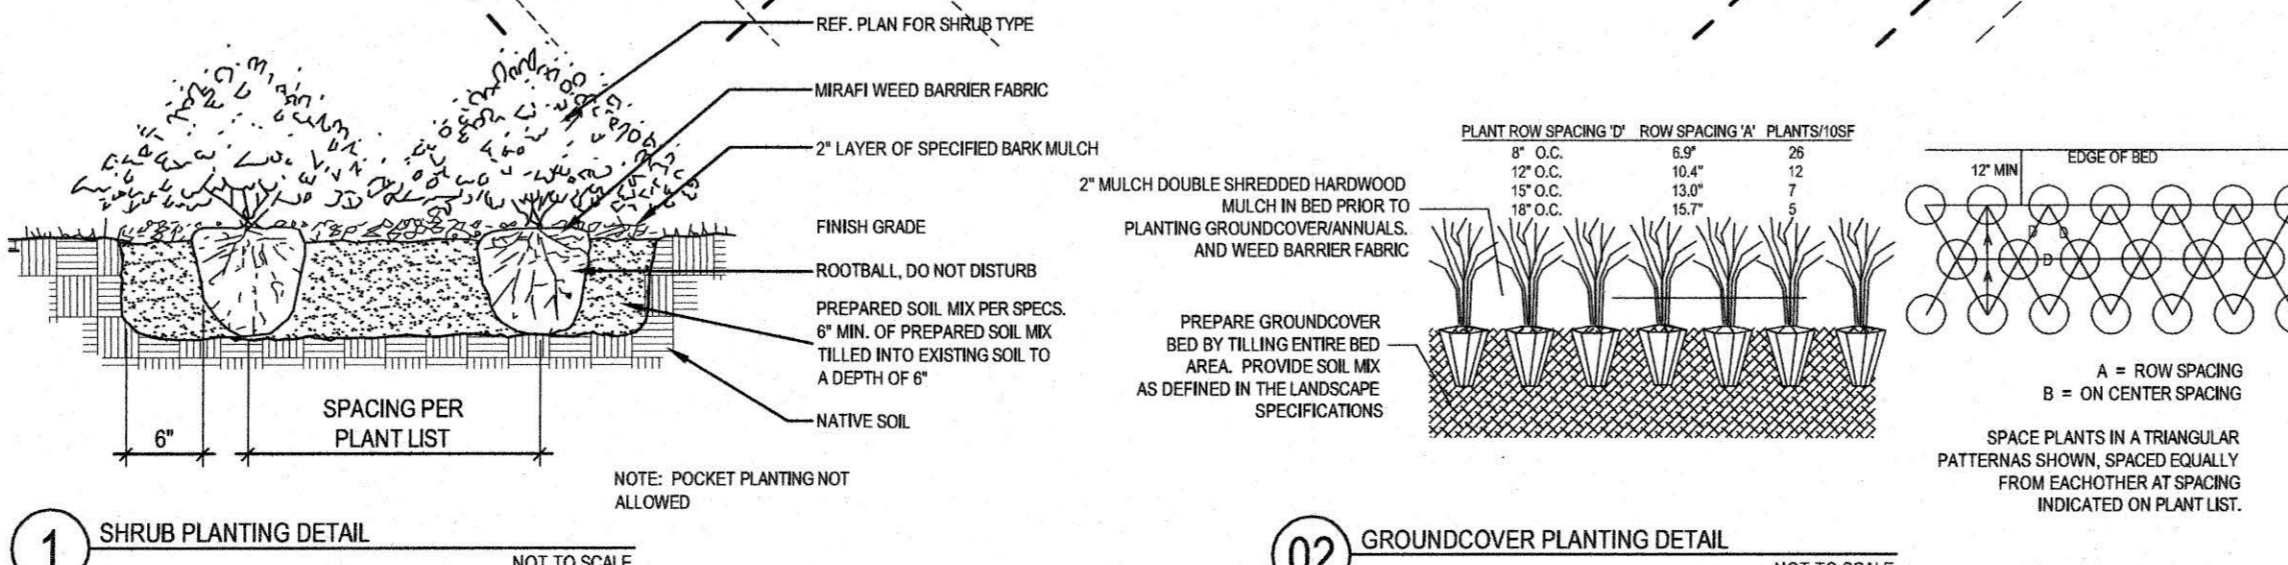 REF. PLAN FOR SHRUB TYPE
MIRAFI WEED BARRIER FABRIC
2" LAYER OF SPECIFIED BARK MULCH
FINISH GRADE
ROOTBALL, DO NOT DISTURB
PREPARED SOIL MIX PER SPECS.
6" MIN. OF PREPARED SOIL MIX
TILLED INTO EXISTING SOIL TO
A DEPTH OF 6"
NATIVE SOIL
6"
SPACING PER
PLANT LIST
NOTE: POCKET PLANTING NOT
ALLOWED
1
SHRUB PLANTING DETAIL
NOT TO SCALE
PLANT ROW SPACING 'D' ROW SPACING 'A' PLANTS/10SF
8" O.C. 6.9" 26
12" O.C. 10.4" 12
15" O.C. 13.0" 7
18" O.C. 15.7" 5
2" MULCH DOUBLE SHREDDED HARDWOOD
MULCH IN BED PRIOR TO
PLANTING GROUNDCOVER/ANNUALS.
AND WEED BARRIER FABRIC
PREPARE GROUNDCOVER
BED BY TILLING ENTIRE BED
AREA. PROVIDE SOIL MIX
AS DEFINED IN THE LANDSCAPE
SPECIFICATIONS
12" MIN
EDGE OF BED
D D
A D
A
A = ROW SPACING
B = ON CENTER SPACING
SPACE PLANTS IN A TRIANGULAR
PATTERNAS SHOWN, SPACED EQUALLY
FROM EACHOTHER AT SPACING
INDICATED ON PLANT LIST.
02
GROUNDCOVER PLANTING DETAIL
NOT TO SCALE